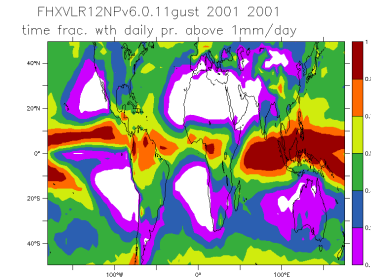 FHXVLR12NPv6.0.11gust 2001 2001
time frac. wth daily pr. above 1mm/day
40°N
20°N
0°
20°S
40°S
100°W
0°
100°E